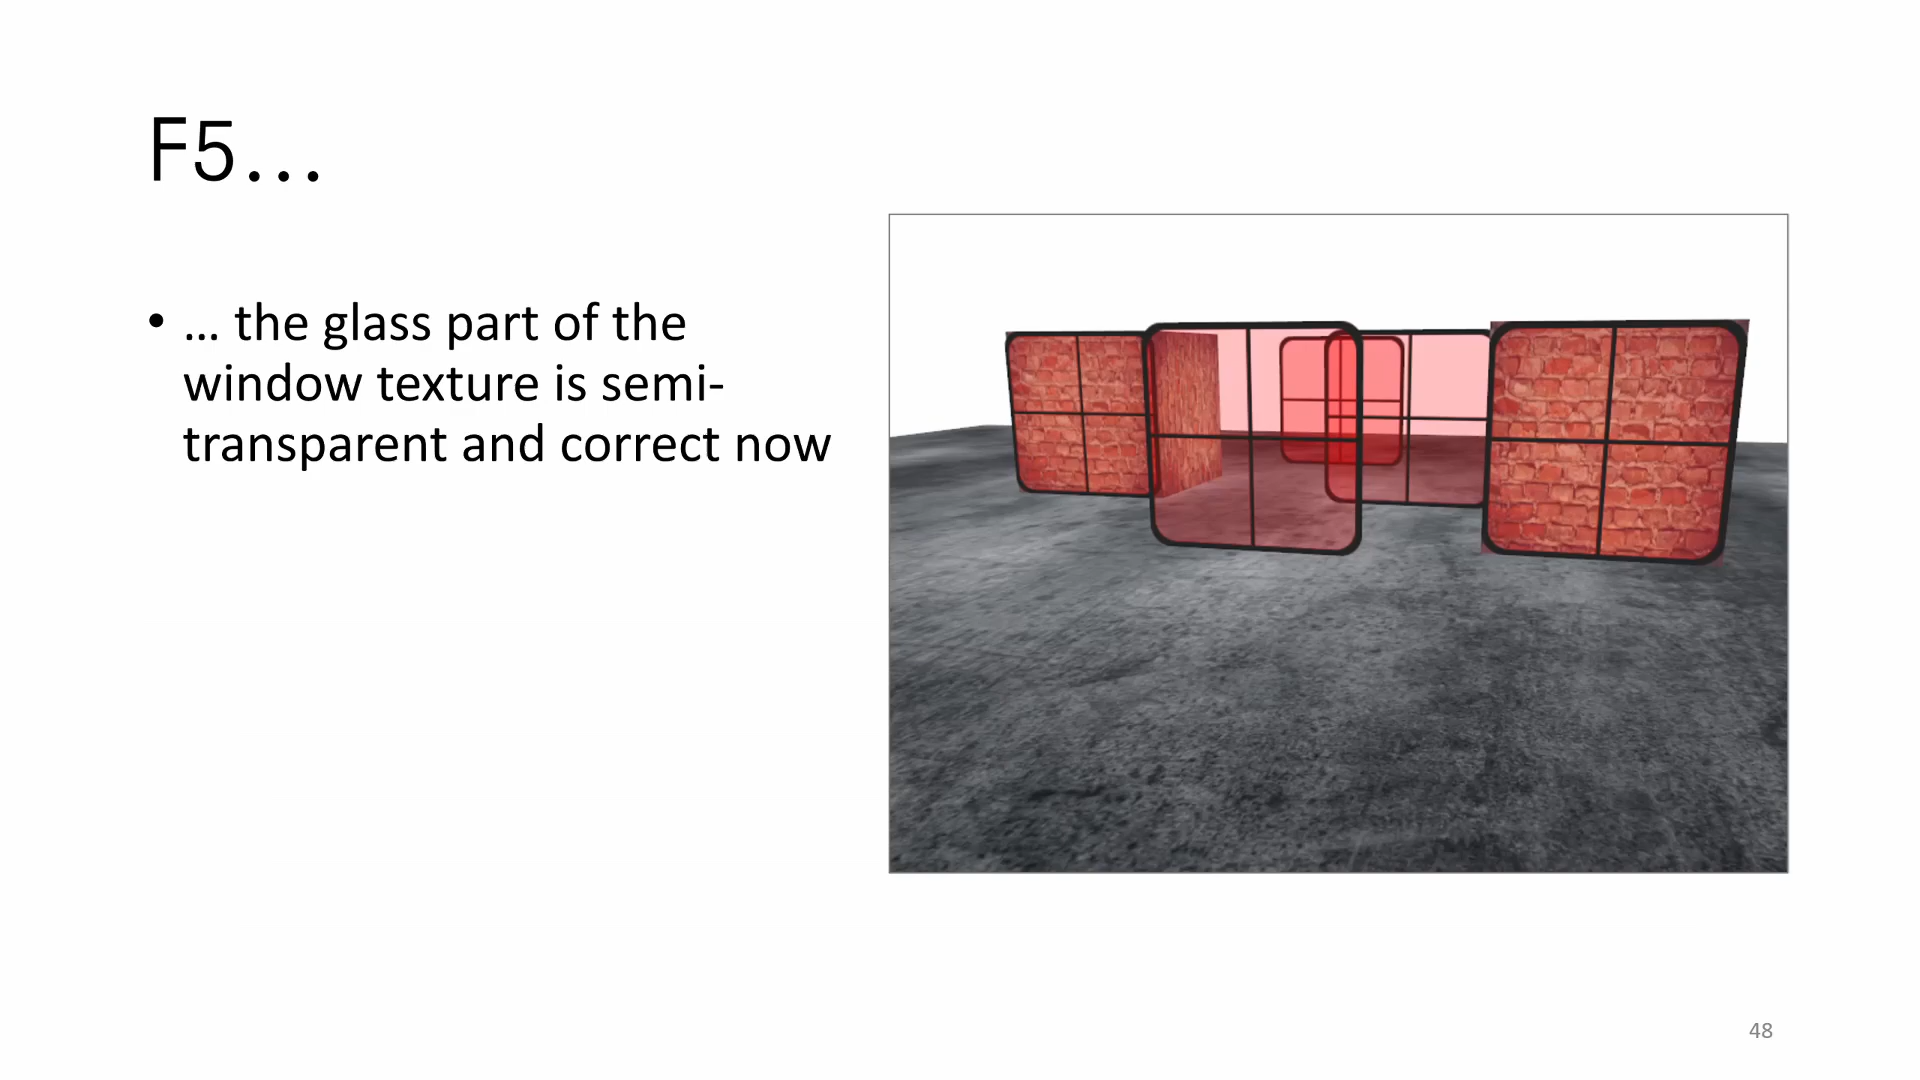 F5…
• … the glass part of the
window texture is semi-
transparent and correct now
48